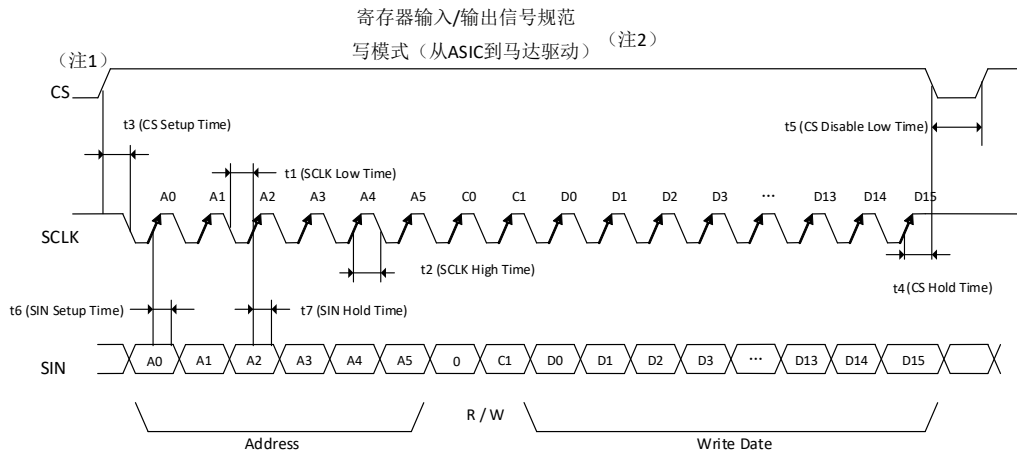 寄存器输入/输出信号规范
写模式（从ASIC到马达驱动）（注2）
（注1）
CS
t3 (CS Setup Time)
t5 (CS Disable Low Time)
t1 (SCLK Low Time)
A0 A1 A2 A3 A4 A5 C0 C1 D0 D1 D2 D3 ... D13 D14 D15
SCLK
t2 (SCLK High Time)
t4 (CS Hold Time)
t6 (SIN Setup Time)
t7 (SIN Hold Time)
SIN
A0 A1 A2 A3 A4 A5 0 C1 D0 D1 D2 D3 ... D13 D14 D15
R / W
Address
Write Date